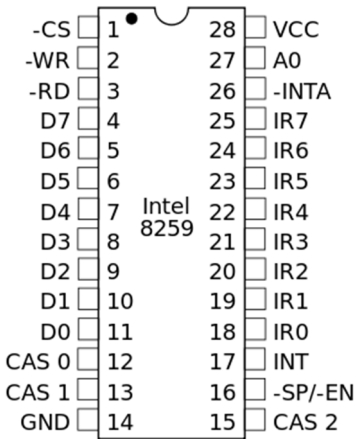 -CS 1 28 VCC
-WR 2 27 A0
-RD 3 26 -INTA
D7 4 25 IR7
D6 5 24 IR6
D5 6 23 IR5
D4 7 Intel 22 IR4
D3 8 8259 21 IR3
D2 9 20 IR2
D1 10 19 IR1
D0 11 18 IR0
CAS 0 12 17 INT
CAS 1 13 16 -SP/-EN
GND 14 15 CAS 2